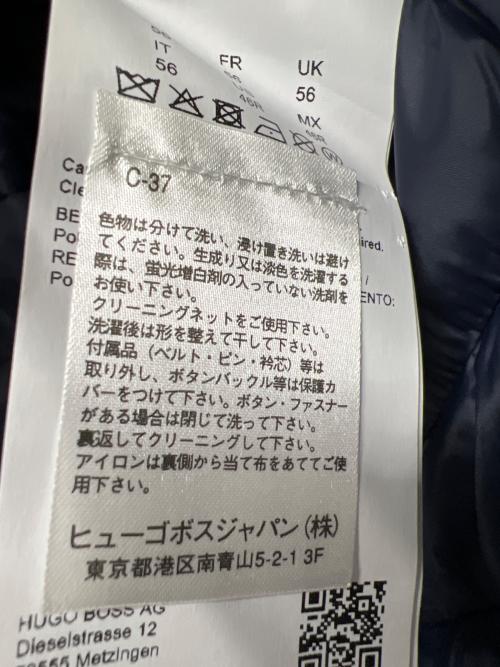 IT
56
FR
UK
56
MX
C-37
色物は分けて洗い、浸け置き洗いは避け
てください。生成り又は淡色を洗濯する
際は、蛍光増白剤の入っていない洗剤を
お使い下さい。
クリーニングネットをご使用下さい。
洗濯後は形を整えて干して下さい。
付属品（ベルト・ピン・衿芯）等は
取り外し、ボタンバックル等は保護カ
バーをつけて下さい。ボタン・ファスナー
がある場合は閉じて洗って下さい。
裏返してクリーニングして下さい。
アイロンは裏側から当て布をあててご使
用下さい。
ヒューゴボスジャパン(株)
東京都港区南青山5-2-1 3F
HUGO BOSS AG
Dieselstrasse 12
Metzingen